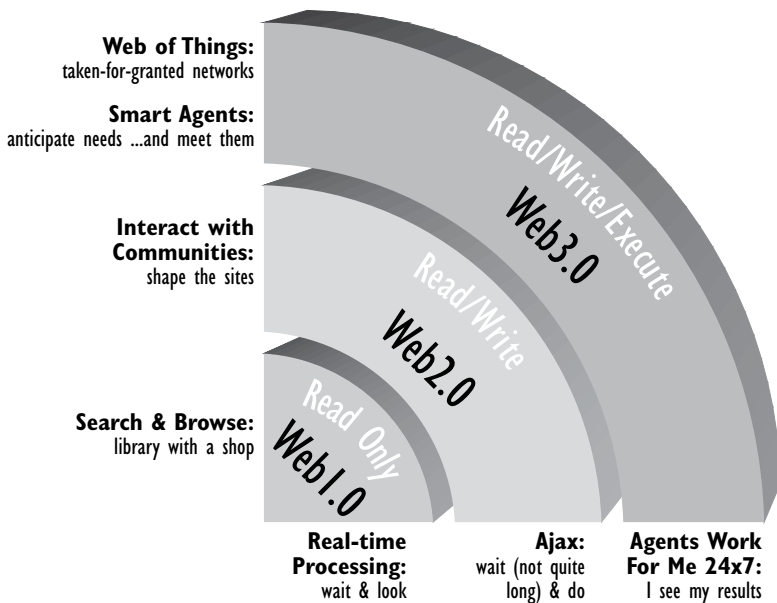 Web of Things:
taken-for-granted networks
Smart Agents:
anticipate needs ...and meet them
Read/Write/Execute
Web3.0
Interact with
Communities:
shape the sites
Read/Write
Web2.0
Search & Browse:
library with a shop
Read Only
Web1.0
Real-time
Processing:
wait & look
Ajax:
wait (not quite
long) & do
Agents Work
For Me 24x7:
I see my results